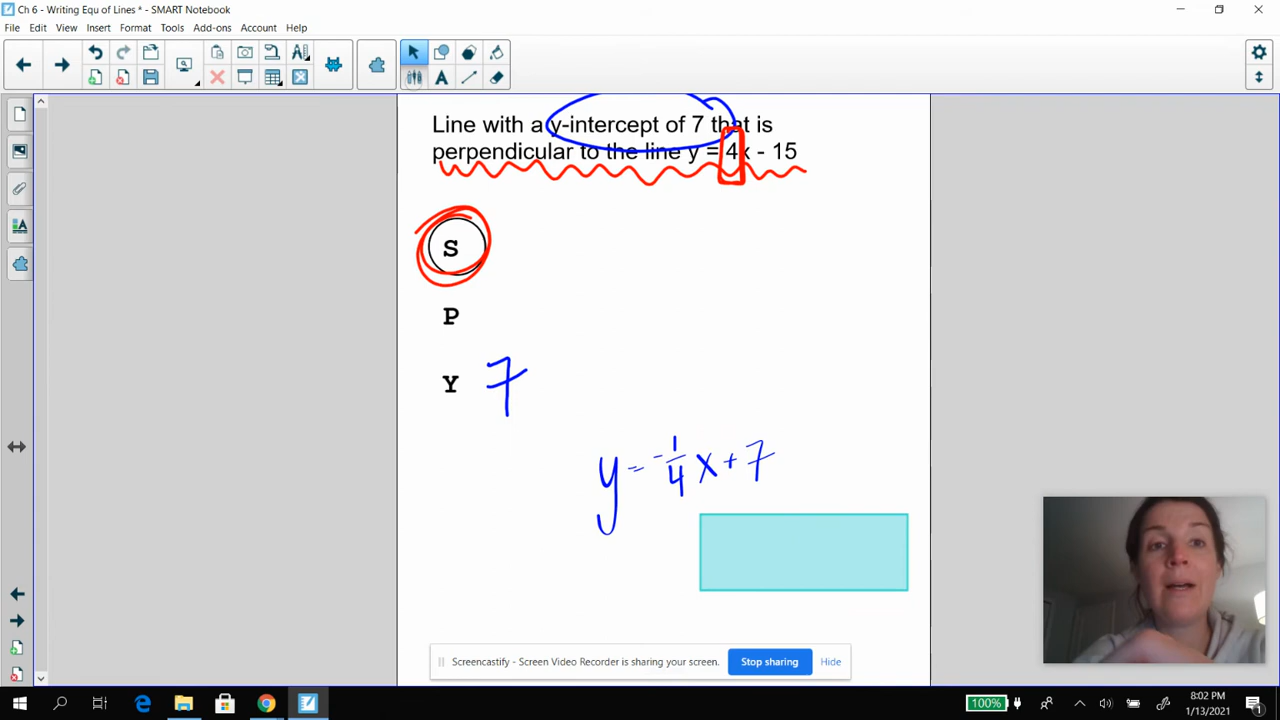 Ch 6 - Writing Equ of Lines * - SMART Notebook
File Edit View Insert Format Tools Add-ons Account Help
Line with a y-intercept of 7 that is
perpendicular to the line y = 4x - 15
S
P
Y 7
y = -1/4 x + 7
Screencastify - Screen Video Recorder is sharing your screen. Stop sharing Hide
100%
8:02 PM
1/13/2021
1